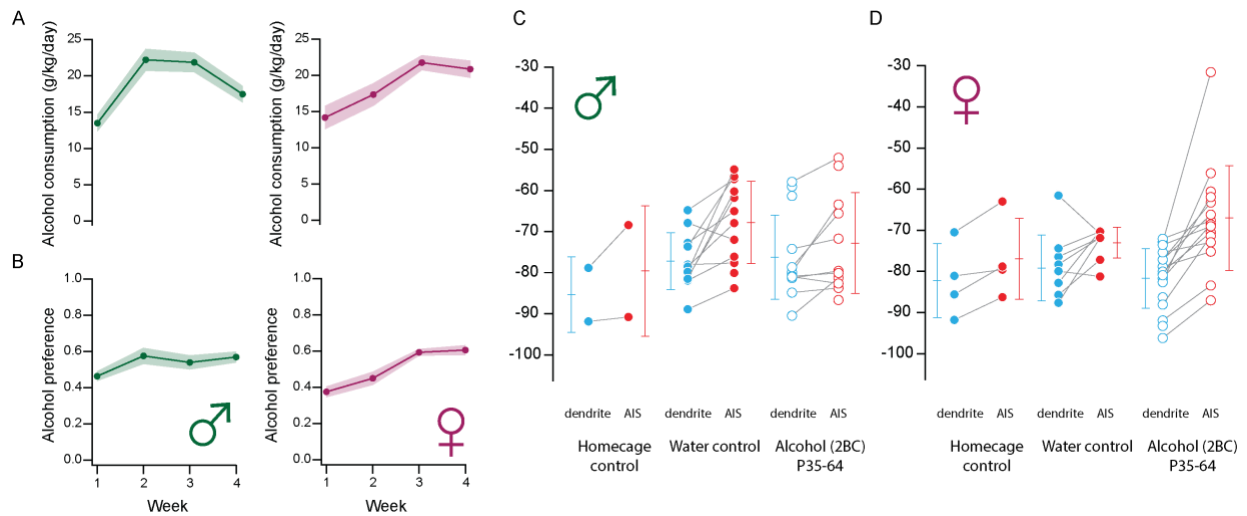 A
Alcohol consumption (g/kg/day)
25
20
15
10
5
0
Alcohol consumption (g/kg/day)
25
20
15
10
5
0
B
Alcohol preference
1.0
0.8
0.6
0.4
0.2
0.0
1 2 3 4
Week
Alcohol preference
1.0
0.8
0.6
0.4
0.2
0.0
1 2 3 4
Week
C
-30
-40
-50
-60
-70
-80
-90
-100
dendrite AIS dendrite AIS dendrite AIS
Homecage control
Water control
Alcohol (2BC)
P35-64
D
-30
-40
-50
-60
-70
-80
-90
-100
dendrite AIS dendrite AIS dendrite AIS
Homecage
control
Water control
Alcohol (2BC)
P35-64